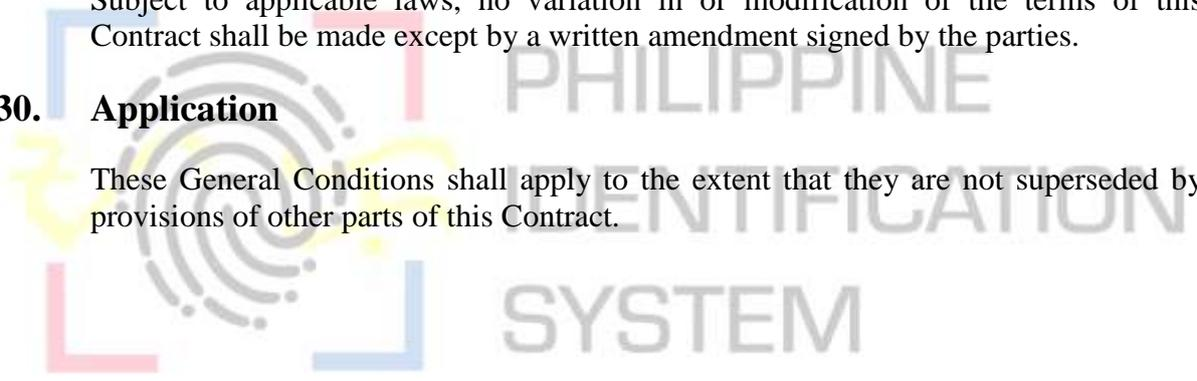 Subject to applicable laws, no variation in or modification of the terms of this
Contract shall be made except by a written amendment signed by the parties.
PHILIPPINE
30. Application
These General Conditions shall apply to the extent that they are not superseded by
IDENTIFICATION
provisions of other parts of this Contract.
SYSTEM